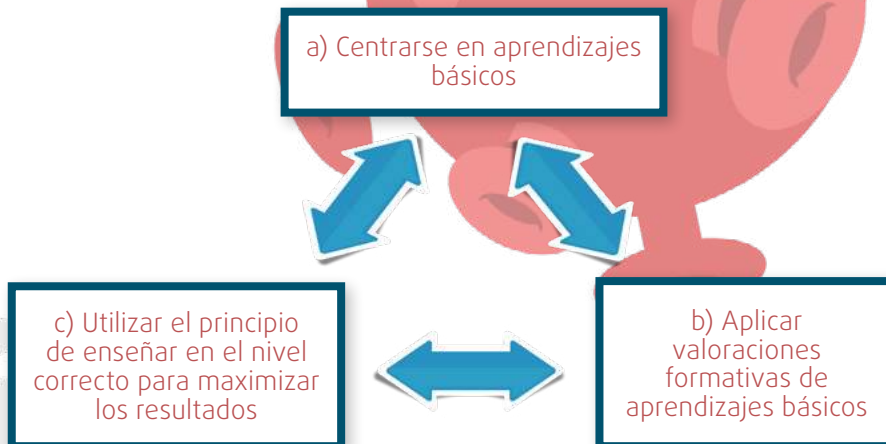 a) Centrarse en aprendizajes
básicos
c) Utilizar el principio
de enseñar en el nivel
correcto para maximizar
los resultados
b) Aplicar
valoraciones
formativas de
aprendizajes básicos